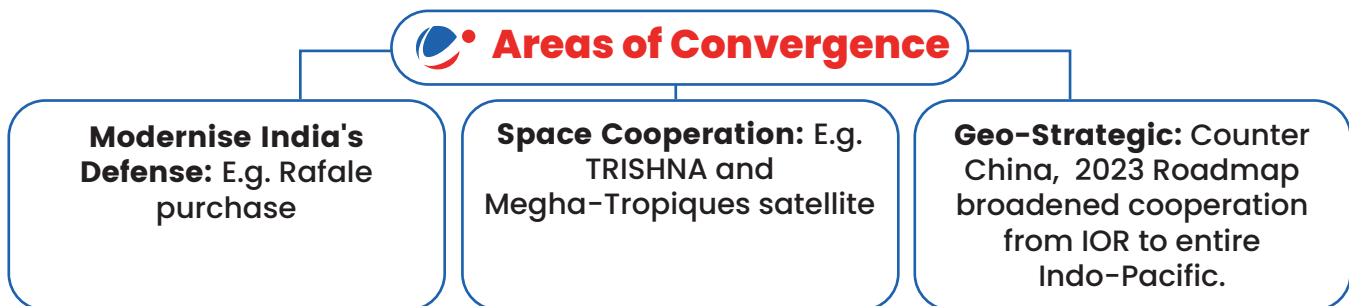 Areas of Convergence
Modernise India's
Defense: E.g. Rafale
purchase
Space Cooperation: E.g.
TRISHNA and
Megha-Tropiques satellite
Geo-Strategic: Counter
China, 2023 Roadmap
broadened cooperation
from IOR to entire
Indo-Pacific.